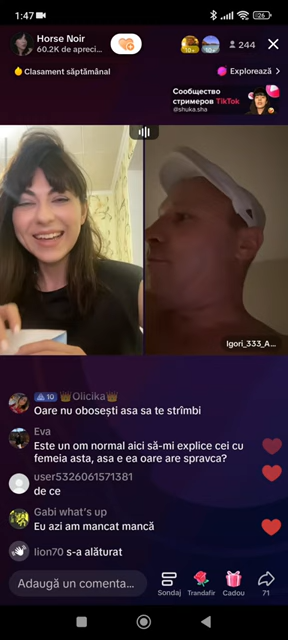 1:47
26
Horse Noir
60.2K de apreci...
10+
10+
244
Clasament săptămânal
Explorează >
Сообщество
стримеров TikTok
@shuka.sha
Igori_333_A...
10 👑Olicika👑
Oare nu obosești asa sa te strîmbi
Eva
Este un om normal aici să-mi explice cei cu
femeia asta, asa e ea oare are spravca?
user5326061571381
de ce
Gabi what's up
Eu azi am mancat mancă
lion70 s-a alăturat
Adaugă un comenta...
Sondaj
Trandafir
Cadou
71